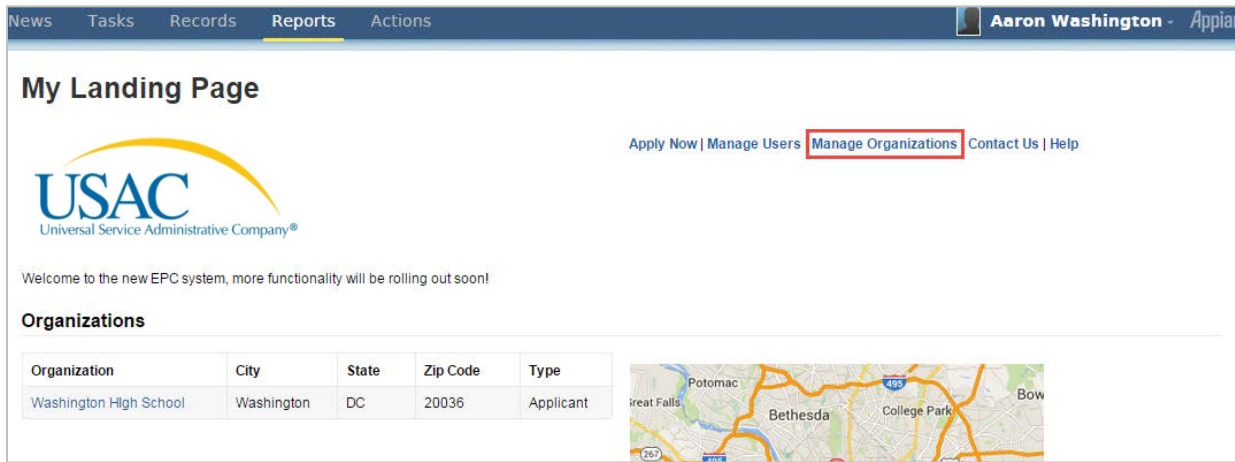 News Tasks Records Reports Actions Aaron Washington - Appian
My Landing Page
Apply Now | Manage Users Manage Organizations Contact Us | Help
USAC
Universal Service Administrative Company®
Welcome to the new EPC system, more functionality will be rolling out soon!
Organizations
Organization City State Zip Code Type
Washington HIgh School Washington DC 20036 Applicant
Potomac 495
Great Falls Bethesda College Park Bow
267 495